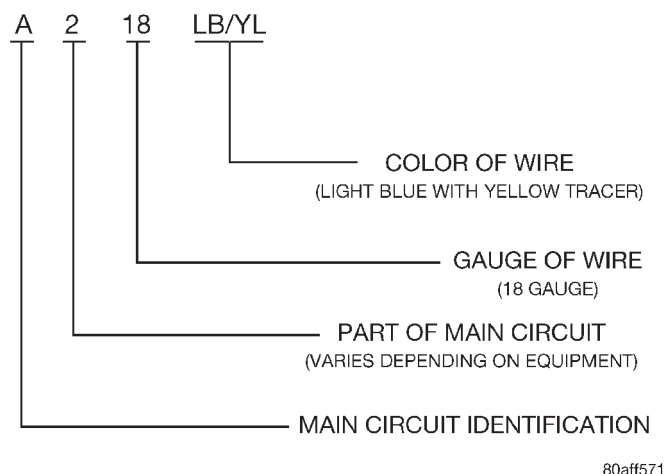 A 2 18 LB/YL
COLOR OF WIRE
(LIGHT BLUE WITH YELLOW TRACER)
GAUGE OF WIRE
(18 GAUGE)
PART OF MAIN CIRCUIT
(VARIES DEPENDING ON EQUIPMENT)
MAIN CIRCUIT IDENTIFICATION
80aff571